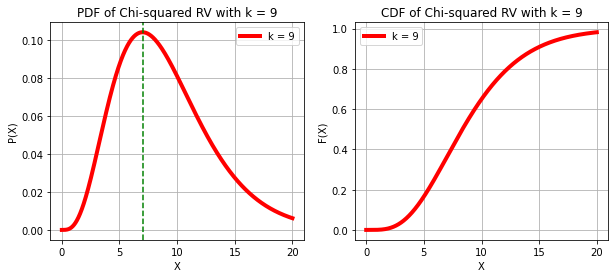 PDF of Chi-squared RV with k = 9
k = 9
P(X)
0.10
0.08
0.06
0.04
0.02
0.00
0 5 10 15 20
X
CDF of Chi-squared RV with k = 9
k = 9
F(X)
1.0
0.8
0.6
0.4
0.2
0.0
0 5 10 15 20
X